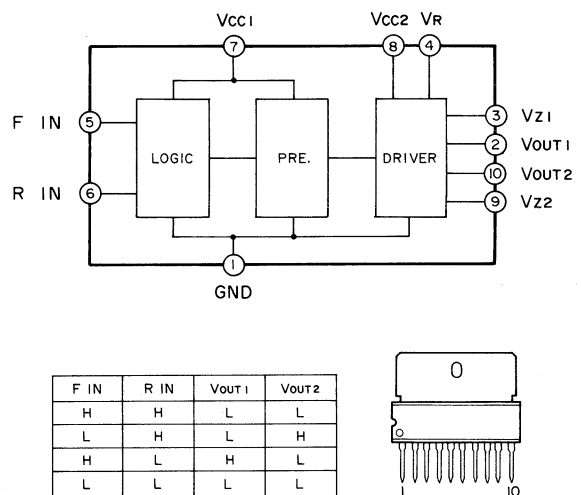 VCC1 VCC2 VR
7 8 4
F IN 5 3 VZ1
LOGIC PRE. DRIVER
2 VOUT1
10 VOUT2
R IN 6 9 VZ2
1
GND
F IN R IN VOUT1 VOUT2
H H L L
L H L H
H L H L
L L L L
0
1 10